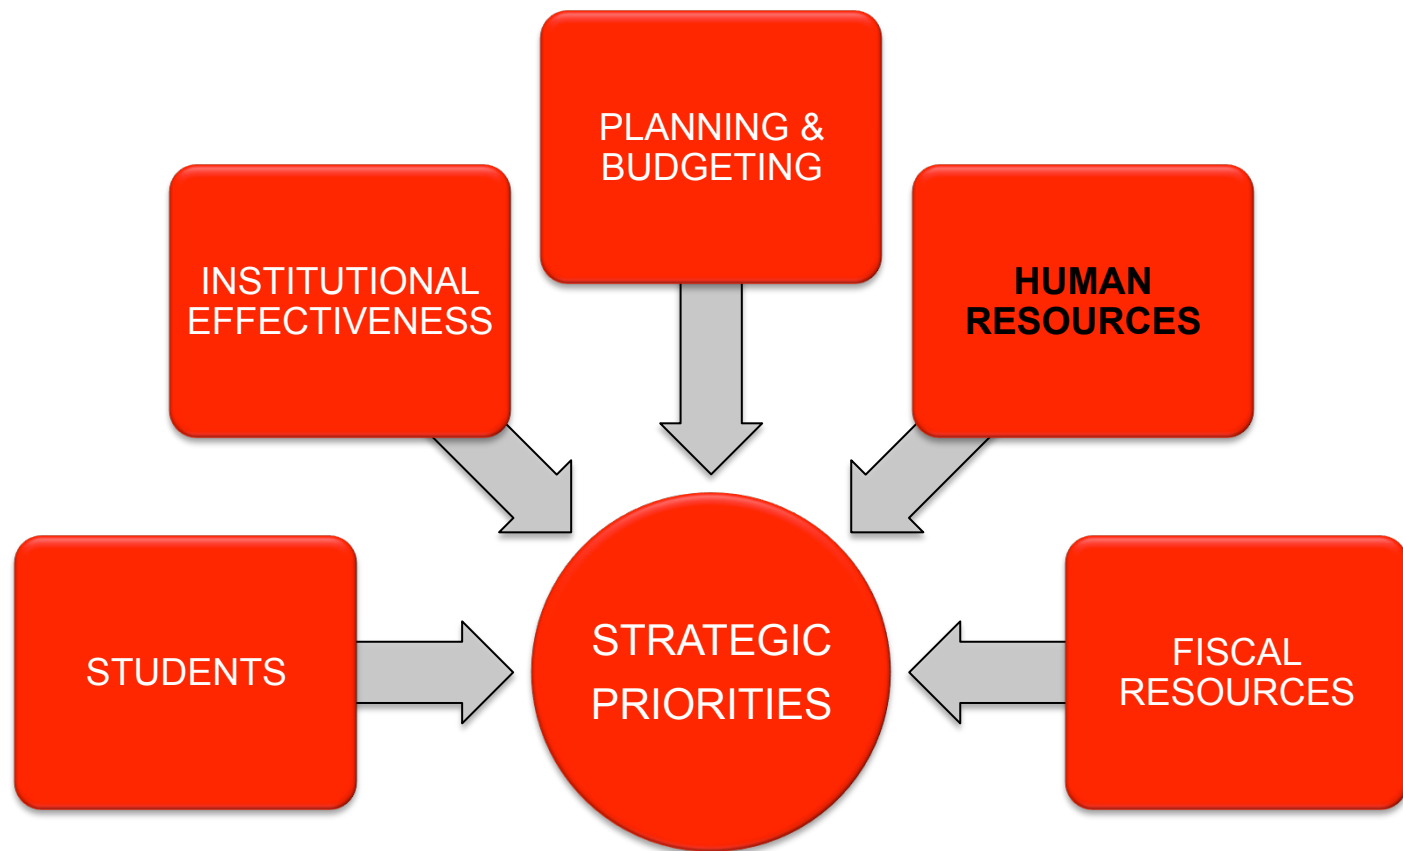 PLANNING &
BUDGETING
INSTITUTIONAL
EFFECTIVENESS
HUMAN
RESOURCES
STUDENTS
STRATEGIC
PRIORITIES
FISCAL
RESOURCES